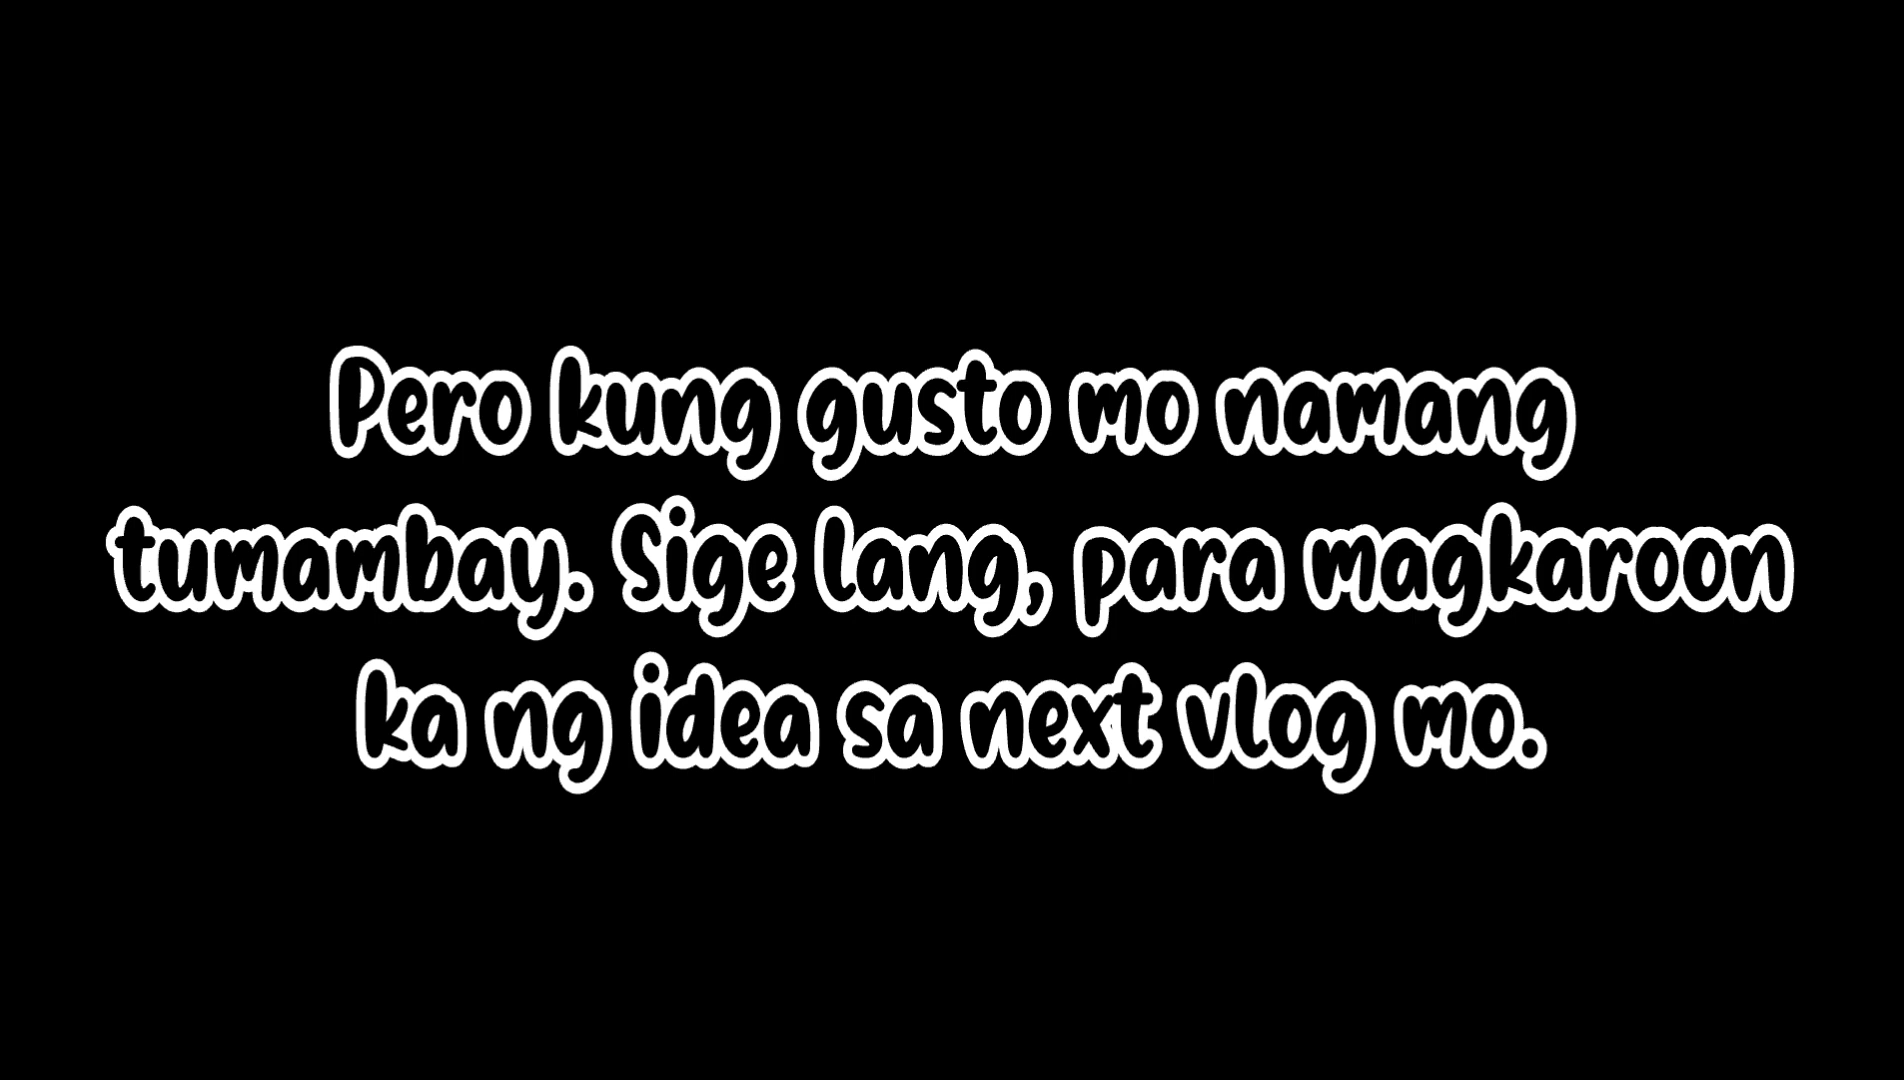 Pero kung gusto mo namang
tumambay. Sige lang, para magkaroon
ka ng idea sa next vlog mo.